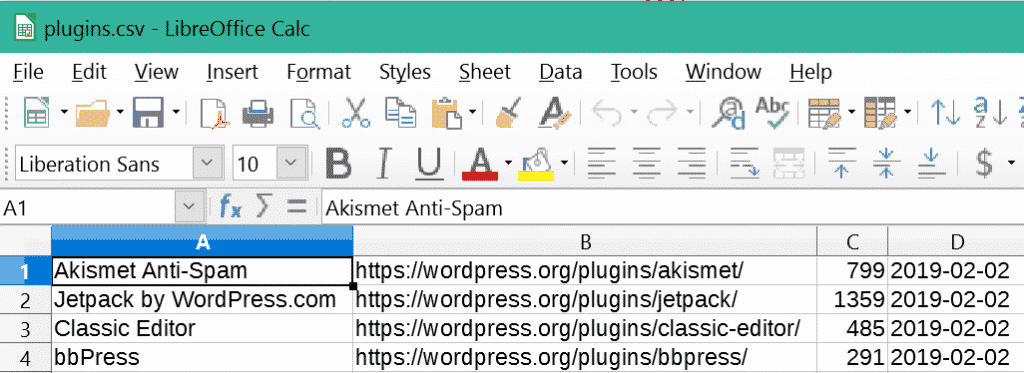 plugins.csv - LibreOffice Calc
File Edit View Insert Format Styles Sheet Data Tools Window Help
Abc
Liberation Sans 10 B I U A $
A1 fx Σ = Akismet Anti-Spam
A B C D
1 Akismet Anti-Spam https://wordpress.org/plugins/akismet/ 799 2019-02-02
2 Jetpack by WordPress.com https://wordpress.org/plugins/jetpack/ 1359 2019-02-02
3 Classic Editor https://wordpress.org/plugins/classic-editor/ 485 2019-02-02
4 bbPress https://wordpress.org/plugins/bbpress/ 291 2019-02-02